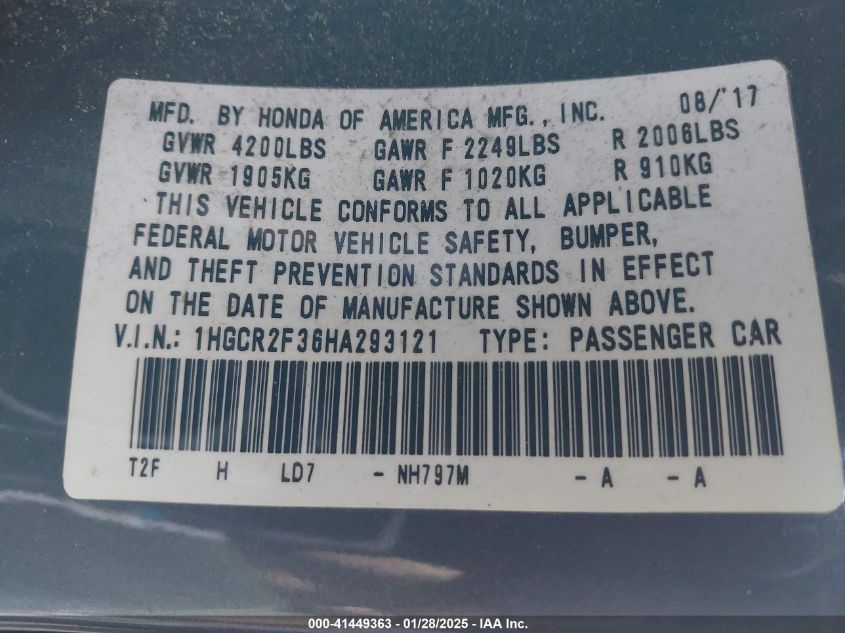 MFD. BY HONDA OF AMERICA MFG., INC. 08/'17
GVWR 4200LBS GAWR F 2249LBS R 2006LBS
GVWR 1905KG GAWR F 1020KG R 910KG
THIS VEHICLE CONFORMS TO ALL APPLICABLE
FEDERAL MOTOR VEHICLE SAFETY, BUMPER,
AND THEFT PREVENTION STANDARDS IN EFFECT
ON THE DATE OF MANUFACTURE SHOWN ABOVE.
V.I.N.: 1HGCR2F36HA293121 TYPE: PASSENGER CAR
T2F H LD7 - NH797M - A - A
000-41449363 - 01/28/2025 - IAA Inc.